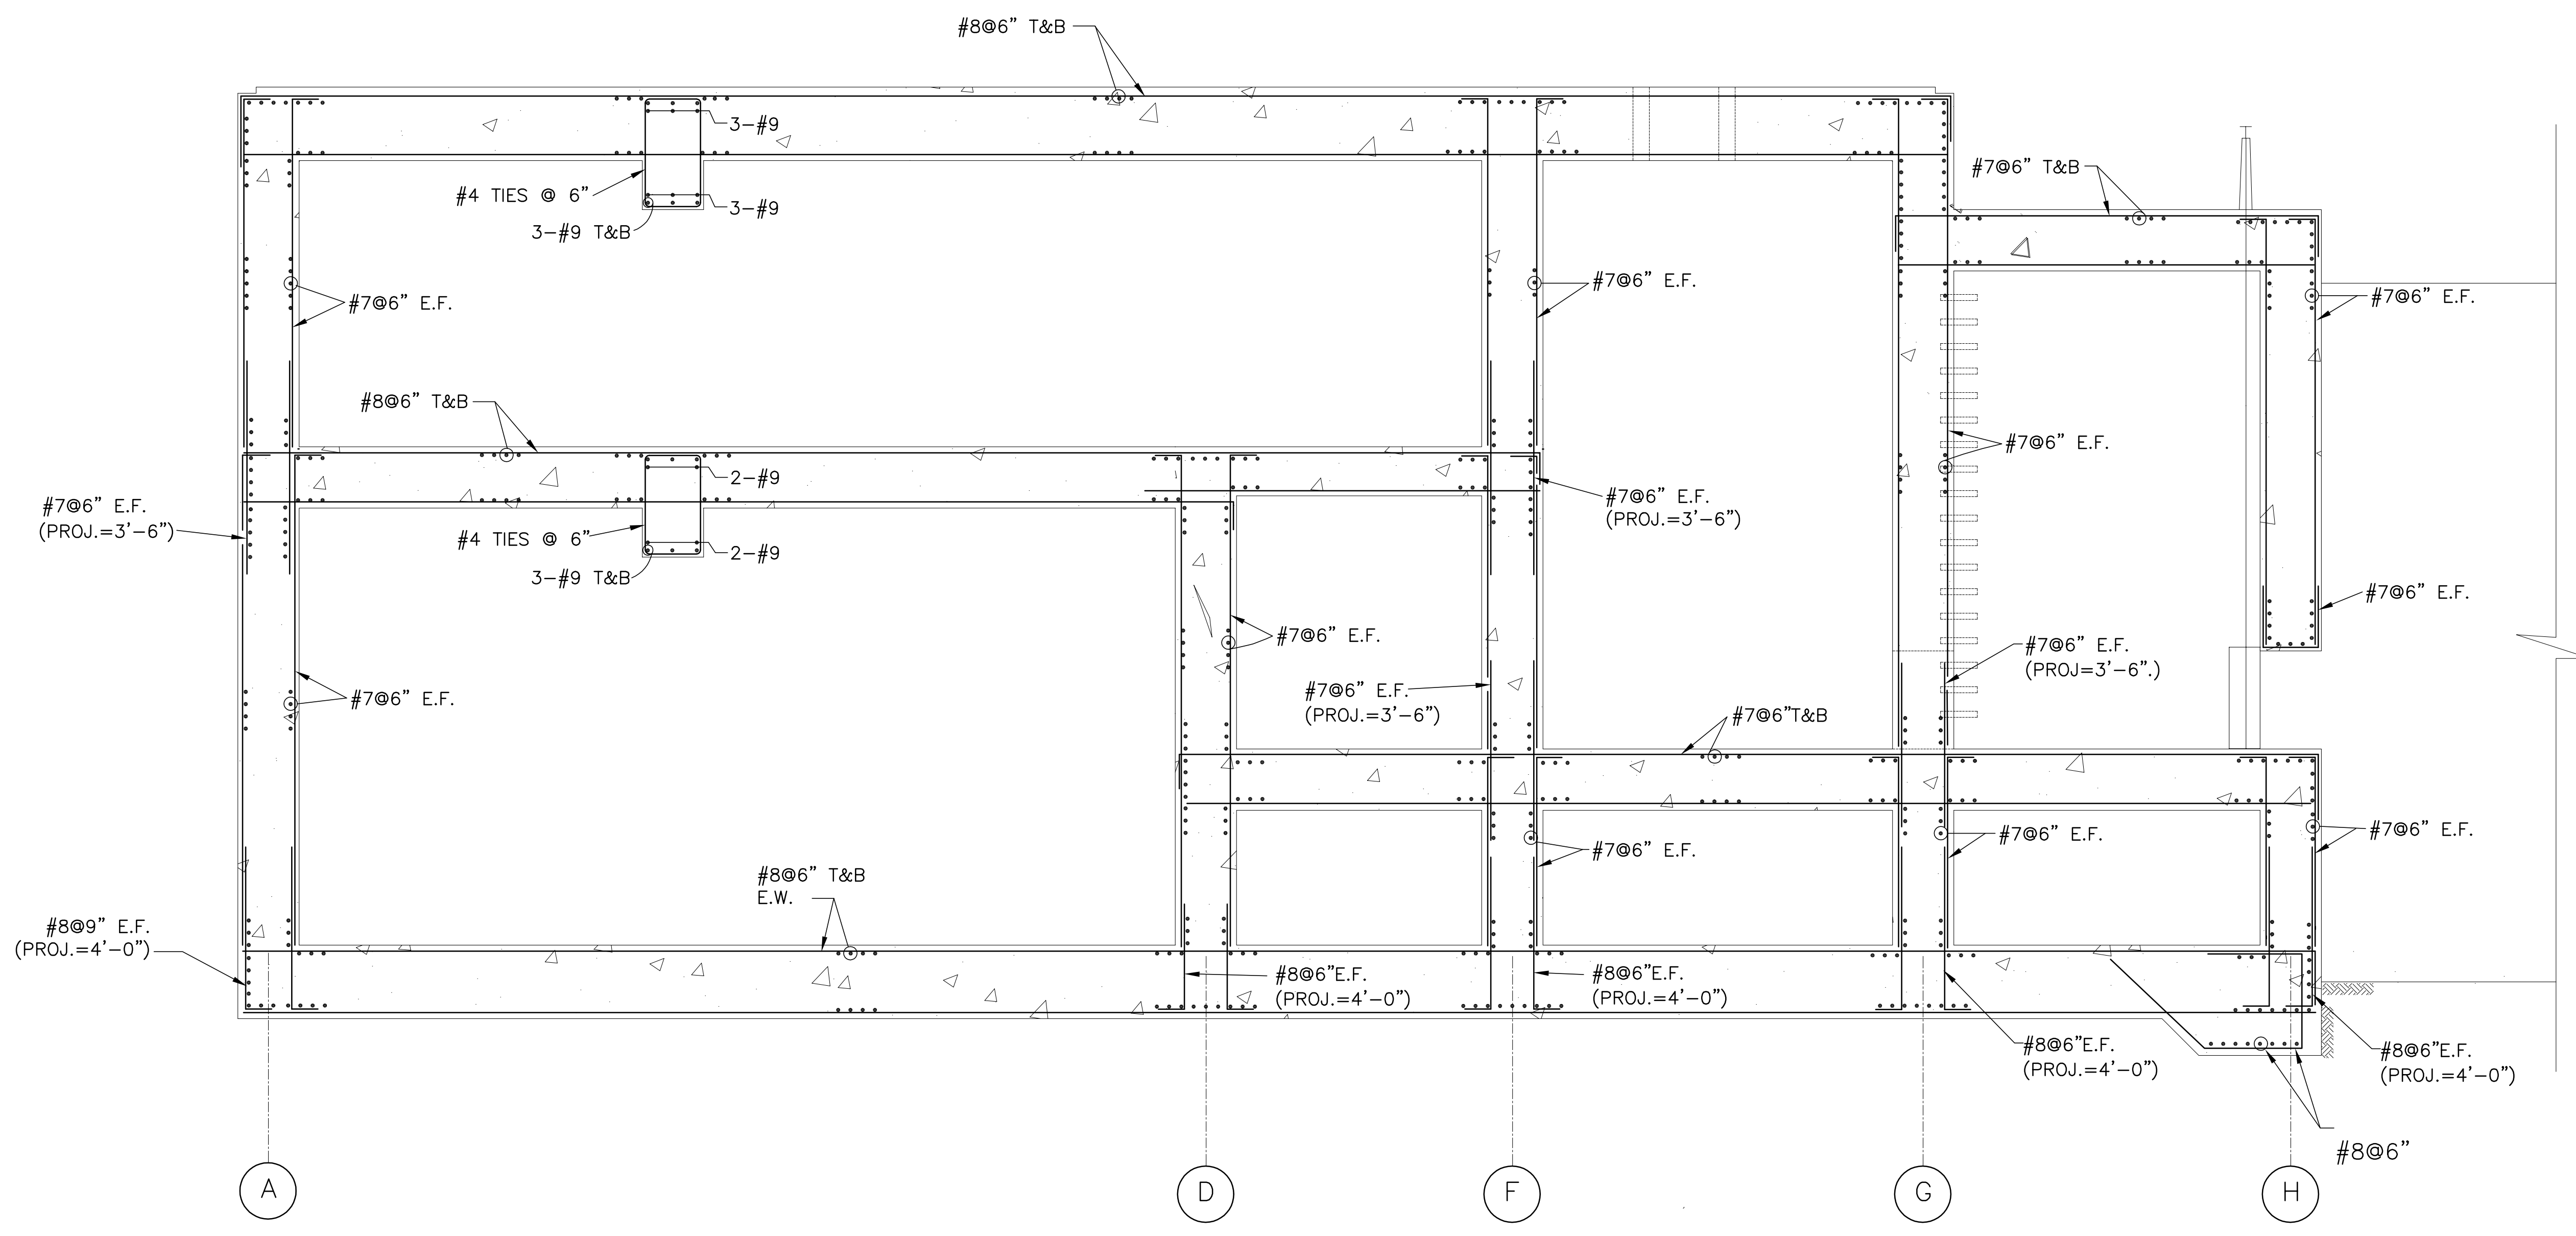 #8@6” T&B
3-#9
#7@6” T&B
#4 TIES @ 6”
3-#9
3-#9 T&B
#7@6” E.F.
#7@6” E.F.
#7@6” E.F.
#8@6” T&B
#7@6” E.F.
2-#9
#7@6” E.F.
(PROJ.=3’-6”)
#7@6” E.F.
(PROJ.=3’-6”)
#4 TIES @ 6”
2-#9
3-#9 T&B
#7@6” E.F.
#7@6” E.F.
#7@6” E.F.
(PROJ=3’-6”.)
#7@6” E.F.
#7@6” E.F.
(PROJ.=3’-6”)
#7@6”T&B
#7@6” E.F.
#7@6” E.F.
#7@6” E.F.
#8@6” T&B
E.W.
#8@9” E.F.
(PROJ.=4’-0”)
#8@6”E.F.
(PROJ.=4’-0”)
#8@6”E.F.
(PROJ.=4’-0”)
#8@6”E.F.
(PROJ.=4’-0”)
#8@6”E.F.
(PROJ.=4’-0”)
#8@6”
A
D
F
G
H